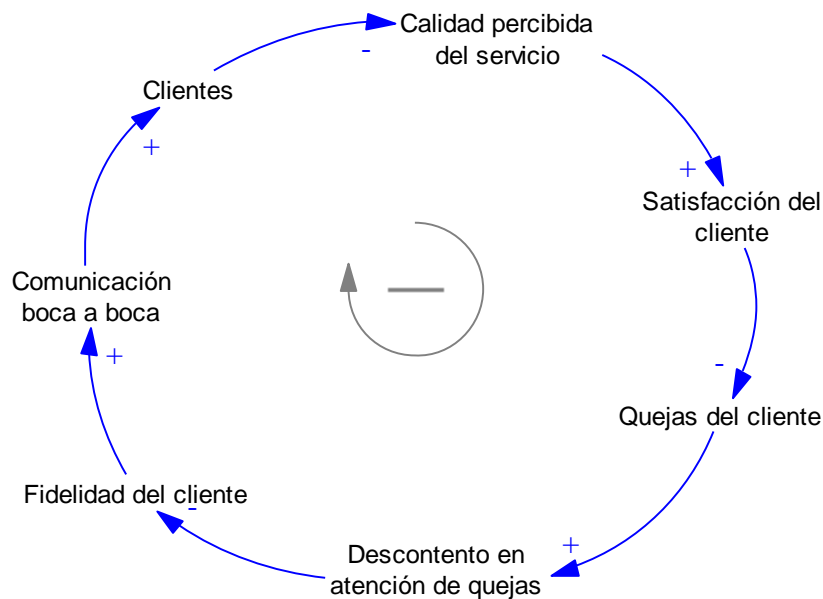 Calidad percibida
del servicio
-
Clientes
+
+
Satisfacción del
cliente
Comunicación
boca a boca
—
+
-
Quejas del cliente
Fidelidad del cliente
-
+
Descontento en
atención de quejas